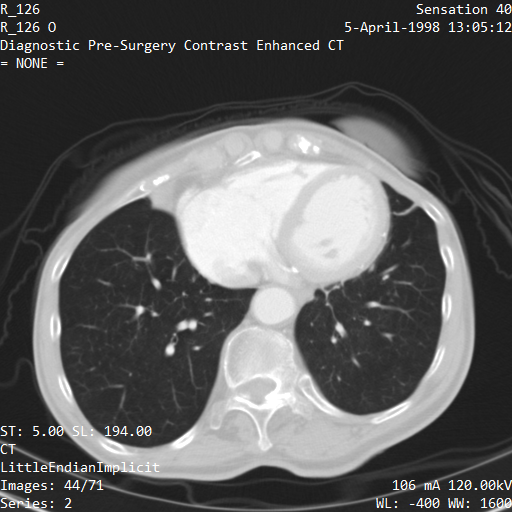 R_126
Sensation 40
R_126 O
5-April-1998 13:05:12
Diagnostic Pre-Surgery Contrast Enhanced CT
= NONE =
ST: 5.00 SL: 194.00
CT
LittleEndianImplicit
Images: 44/71
106 mA 120.00kV
Series: 2
WL: -400 WW: 1600